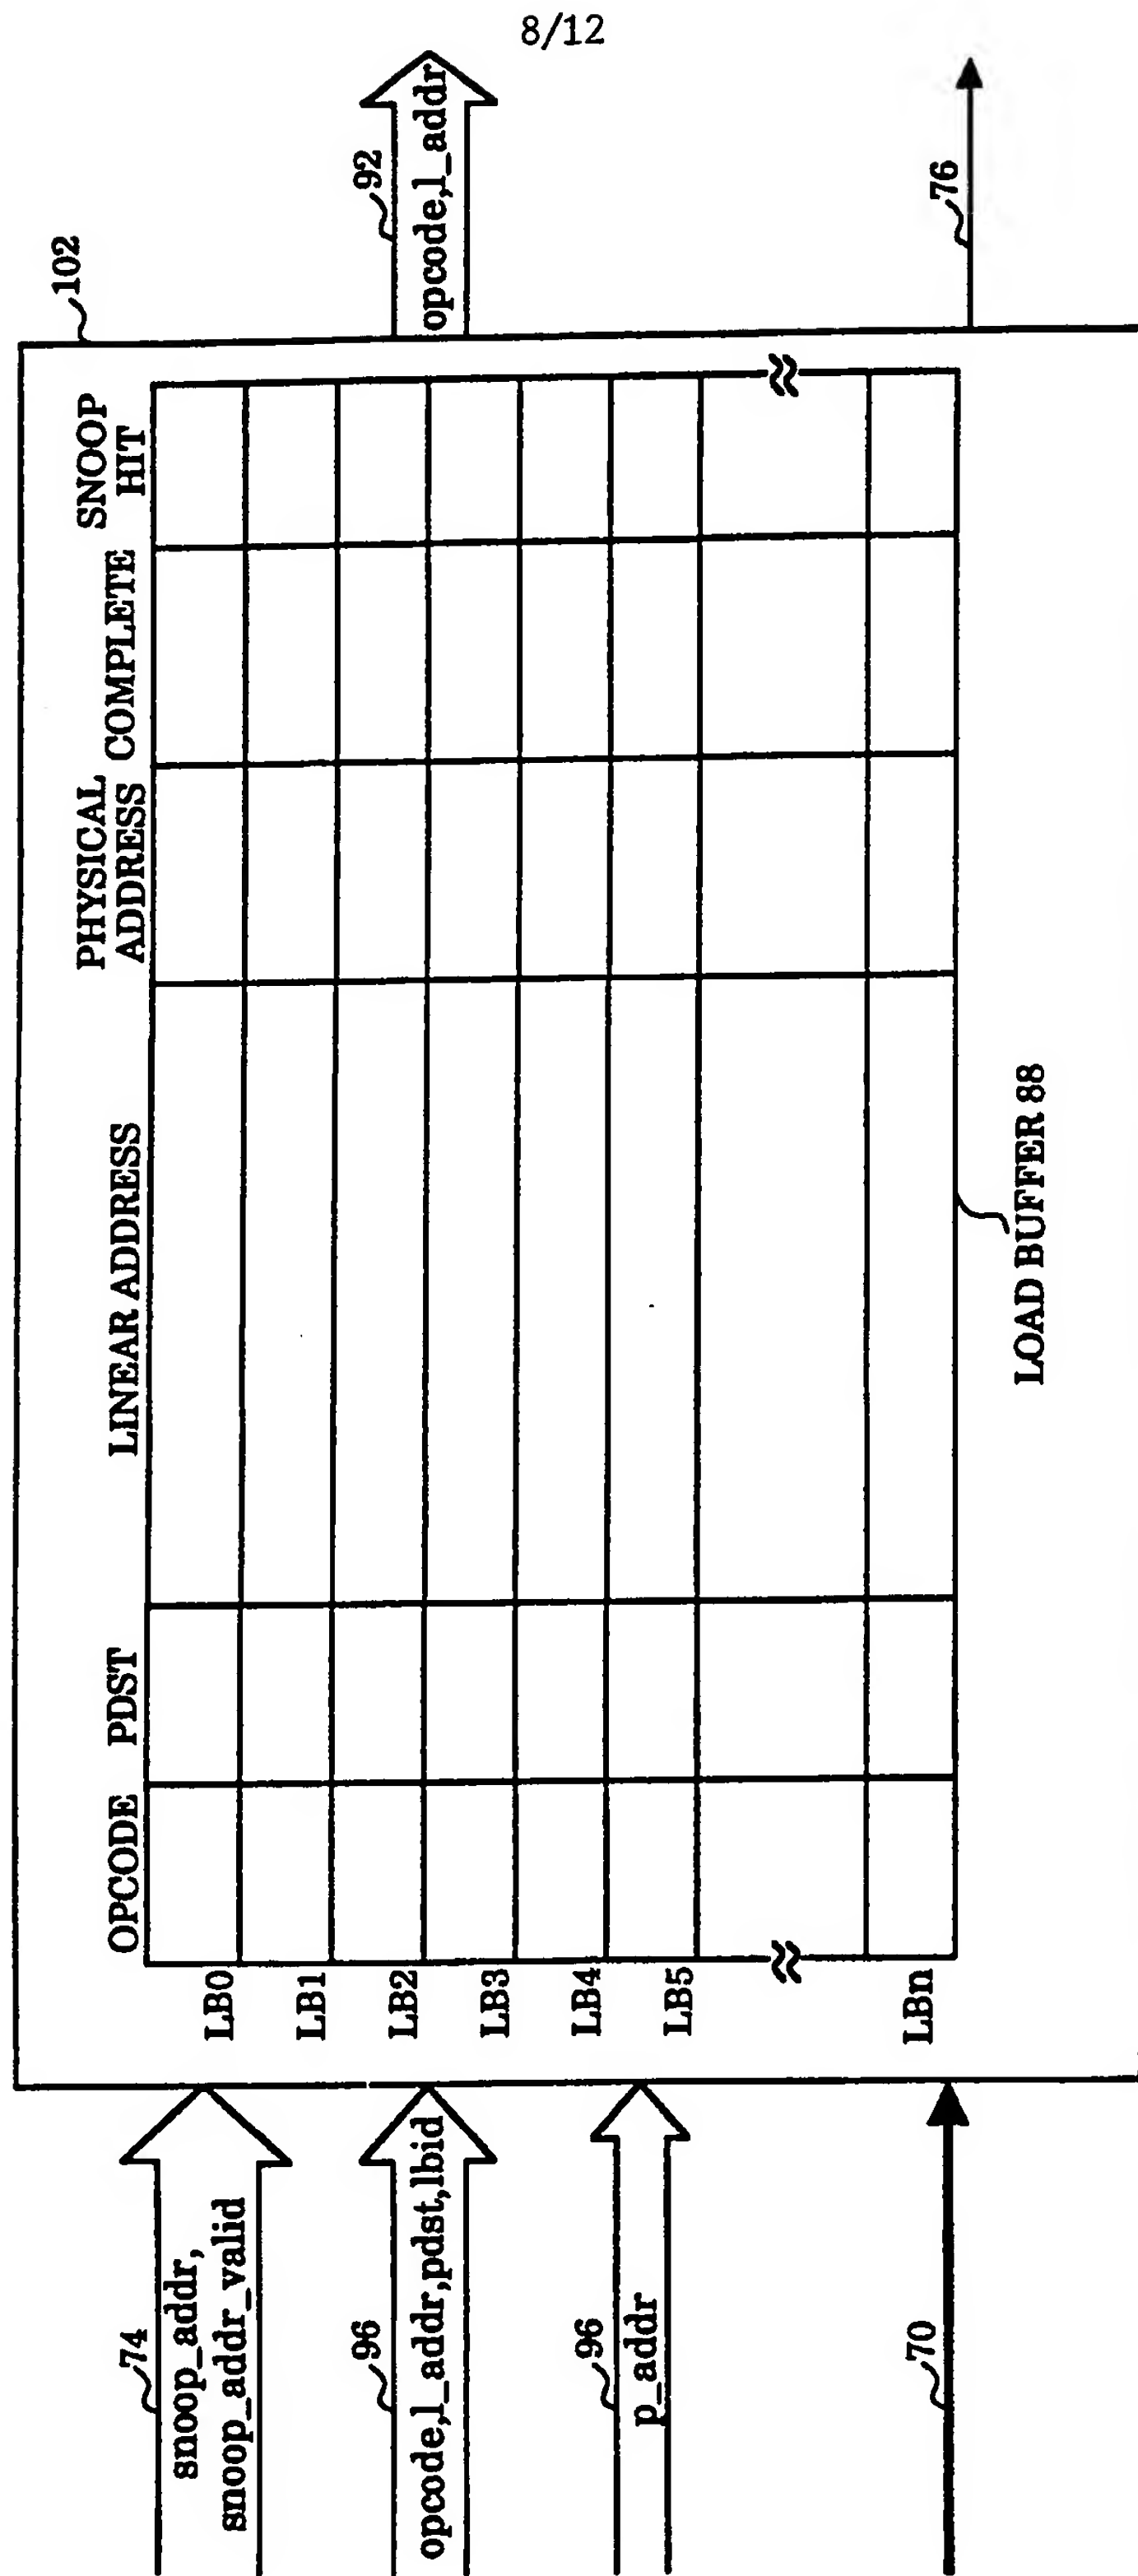 8/12
102
OPCODE PDST LINEAR ADDRESS PHYSICAL ADDRESS COMPLETE SNOOP HIT
LB0
LB1
LB2
LB3
LB4
LB5
LBn
74
snoop_addr,
snoop_addr_valid
96
opcode,l_addr,pdst,lbid
96
p_addr
70
92
opcode,l_addr
76
LOAD BUFFER 88